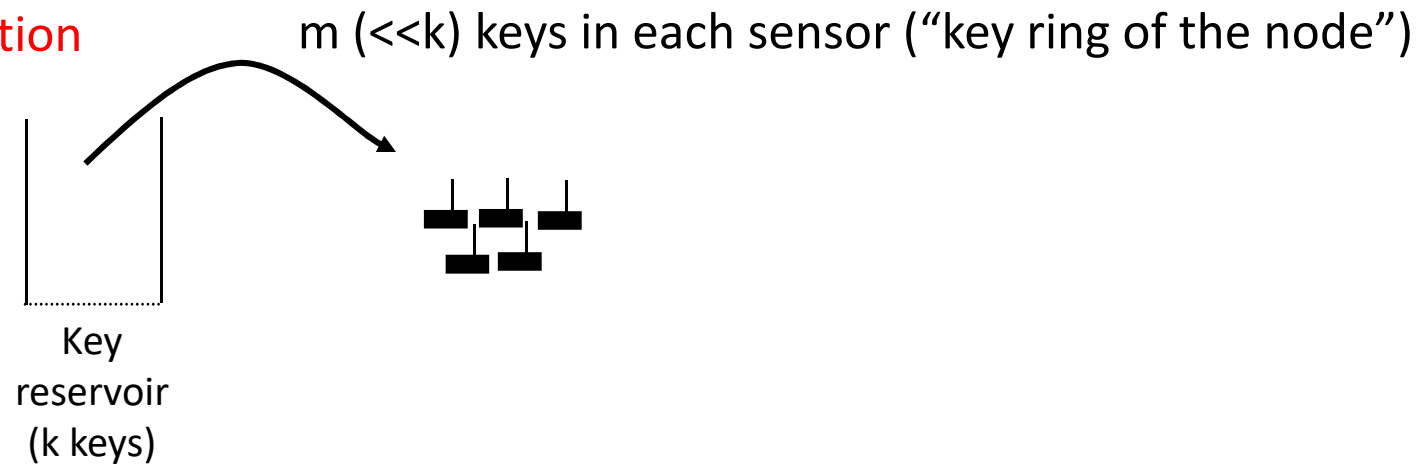 tion
m (<<k) keys in each sensor (“key ring of the node”)
Key
reservoir
(k keys)